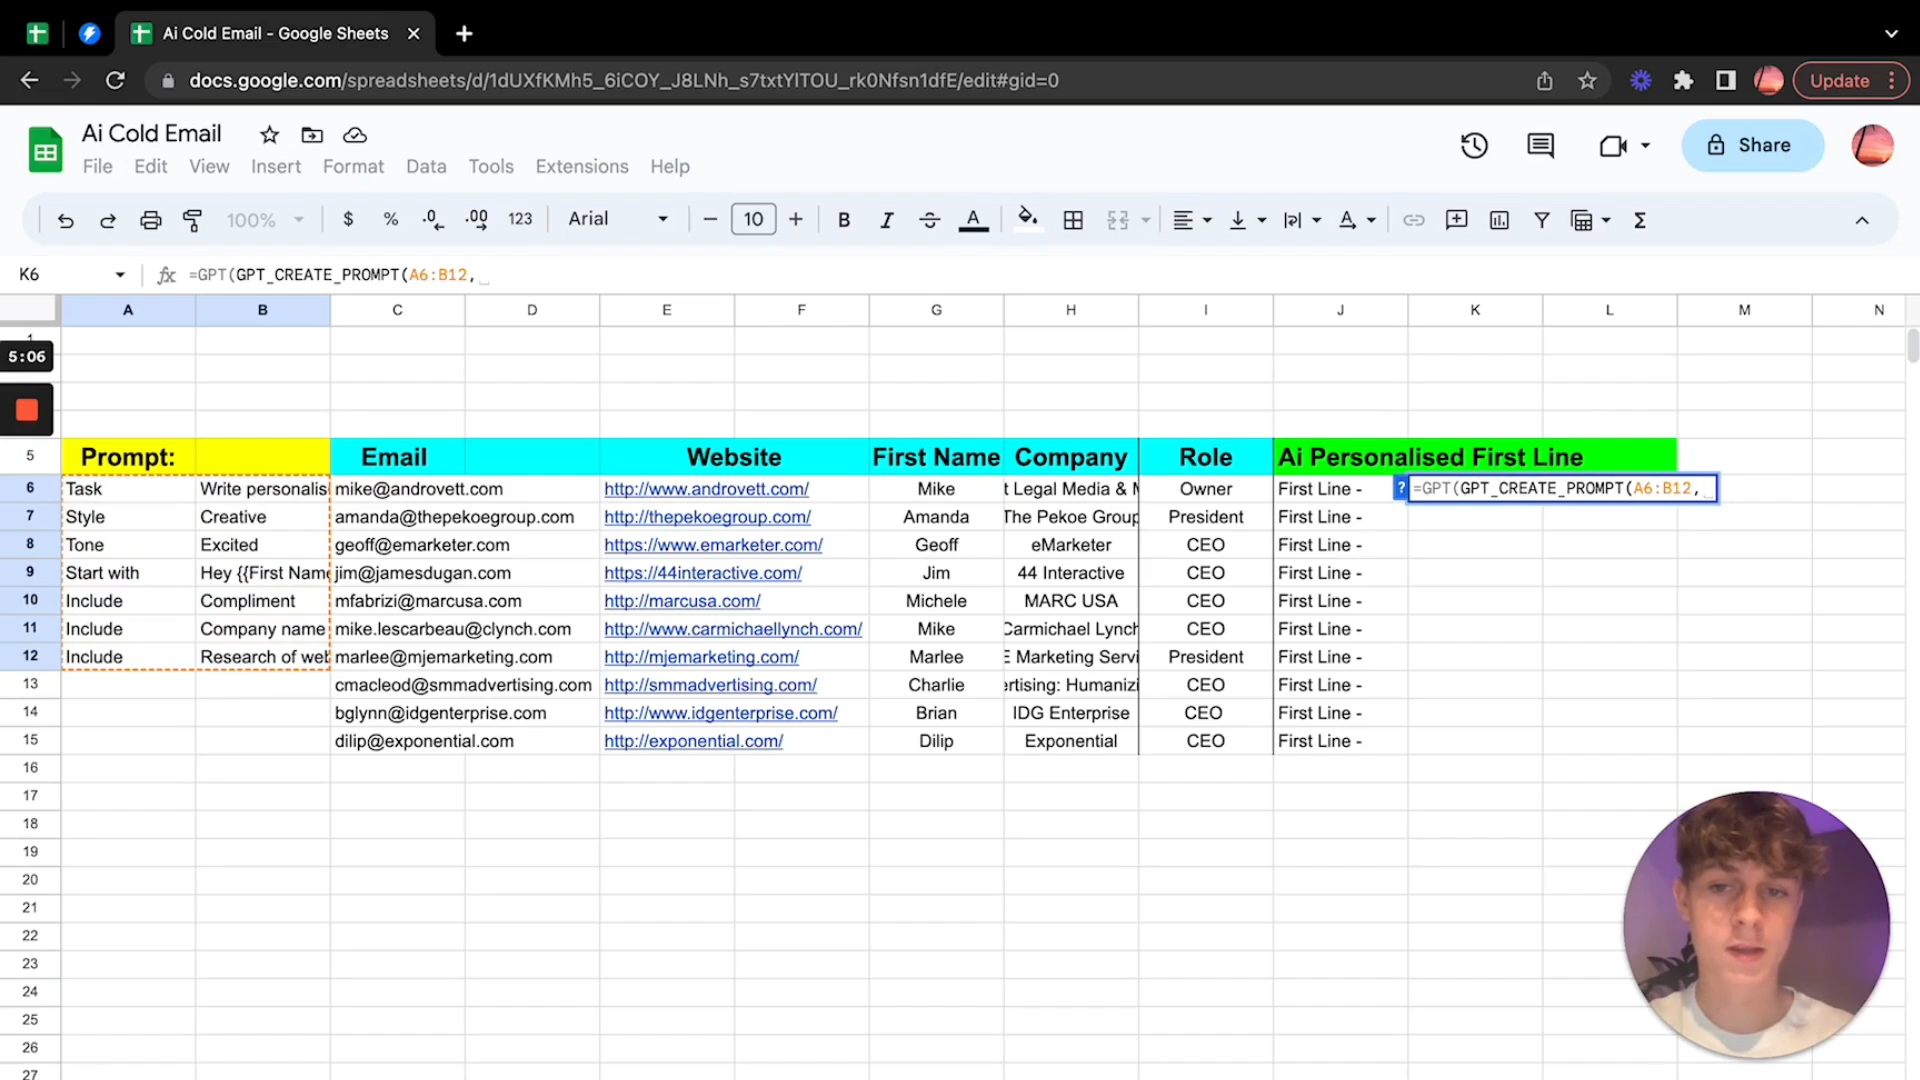 Ai Cold Email - Google Sheets
docs.google.com/spreadsheets/d/1dUXfKMh5_6iCOY_J8LNh_s7txtYlTOU_rk0Nfsn1dfE/edit#gid=0
Update
Ai Cold Email
File Edit View Insert Format Data Tools Extensions Help
Share
100% $ % .0 .00 123 Arial 10 B I A
K6 fx =GPT(GPT_CREATE_PROMPT(A6:B12,
A B C D E F G H I J K L M N
1
5:06
5 Prompt: Email Website First Name Company Role Ai Personalised First Line
6 Task Write personalis mike@androvett.com http://www.androvett.com/ Mike t Legal Media & M Owner First Line - ? =GPT(GPT_CREATE_PROMPT(A6:B12,
7 Style Creative amanda@thepekoegroup.com http://thepekoegroup.com/ Amanda The Pekoe Group President First Line -
8 Tone Excited geoff@emarketer.com https://www.emarketer.com/ Geoff eMarketer CEO First Line -
9 Start with Hey {{First Name jim@jamesdugan.com https://44interactive.com/ Jim 44 Interactive CEO First Line -
10 Include Compliment mfabrizi@marcusa.com http://marcusa.com/ Michele MARC USA CEO First Line -
11 Include Company name mike.lescarbeau@clynch.com http://www.carmichaellynch.com/ Mike Carmichael Lynch CEO First Line -
12 Include Research of web marlee@mjemarketing.com http://mjemarketing.com/ Marlee E Marketing Servi President First Line -
13 cmacleod@smmadvertising.com http://smmadvertising.com/ Charlie ertising: Humanizi CEO First Line -
14 bglynn@idgenterprise.com http://www.idgenterprise.com/ Brian IDG Enterprise CEO First Line -
15 dilip@exponential.com http://exponential.com/ Dilip Exponential CEO First Line -
16
17
18
19
20
21
22
23
24
25
26
27